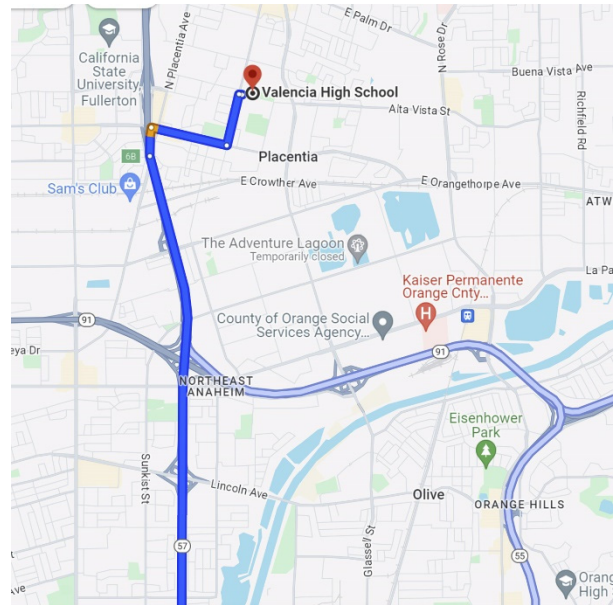 E Palm Dr
California
State
University,
Fullerton
N Placentia Ave
N Rose Dr
Buena Vista Ave
Valencia High School
Alta Vista St
Richfield Rd
6B
Placentia
Sam's Club
E Crowther Ave
E Orangethorpe Ave
ATW
The Adventure Lagoon
Temporarily closed
Kaiser Permanente
Orange Cnty...
H
La Pa
County of Orange Social
Services Agency...
91
eya Dr
91
NORTHEAST
ANAHEIM
Eisenhower
Park
Sunkist St
Lincoln Ave
Olive
ORANGE HILLS
Glassell St
57
55
Orang
High